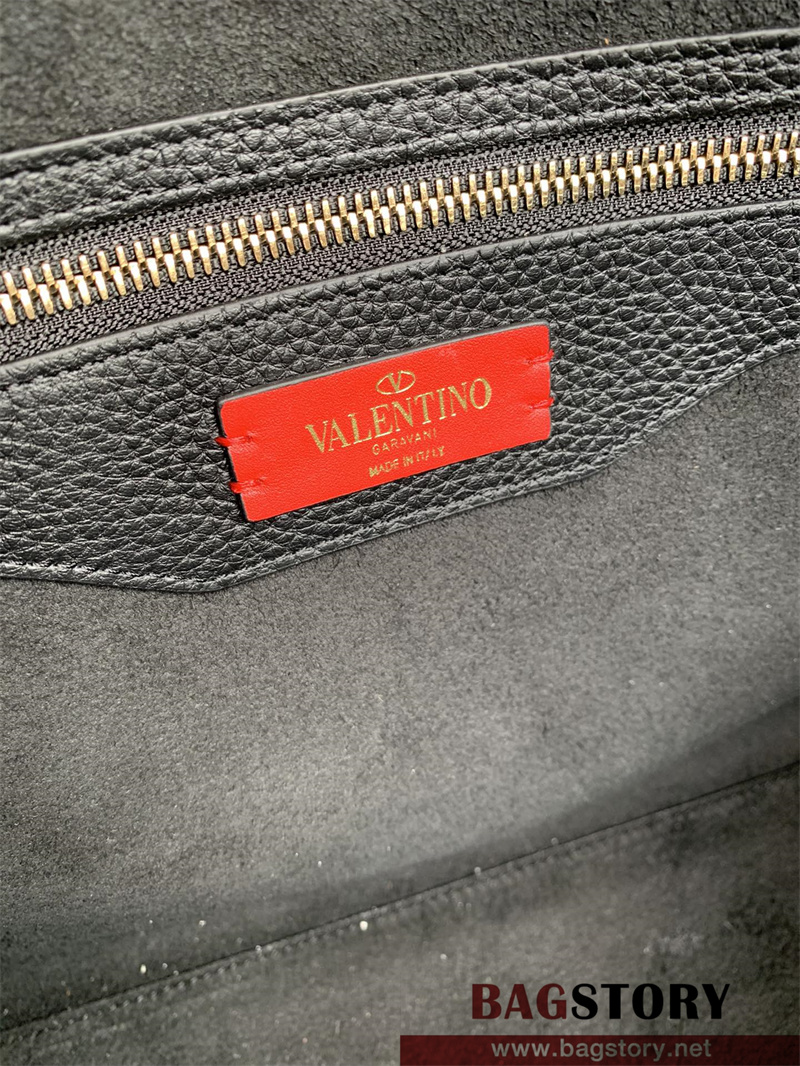 V
VALENTINO
GARAVANI
MADE IN ITALY
BAGSTORY
www.bagstory.net